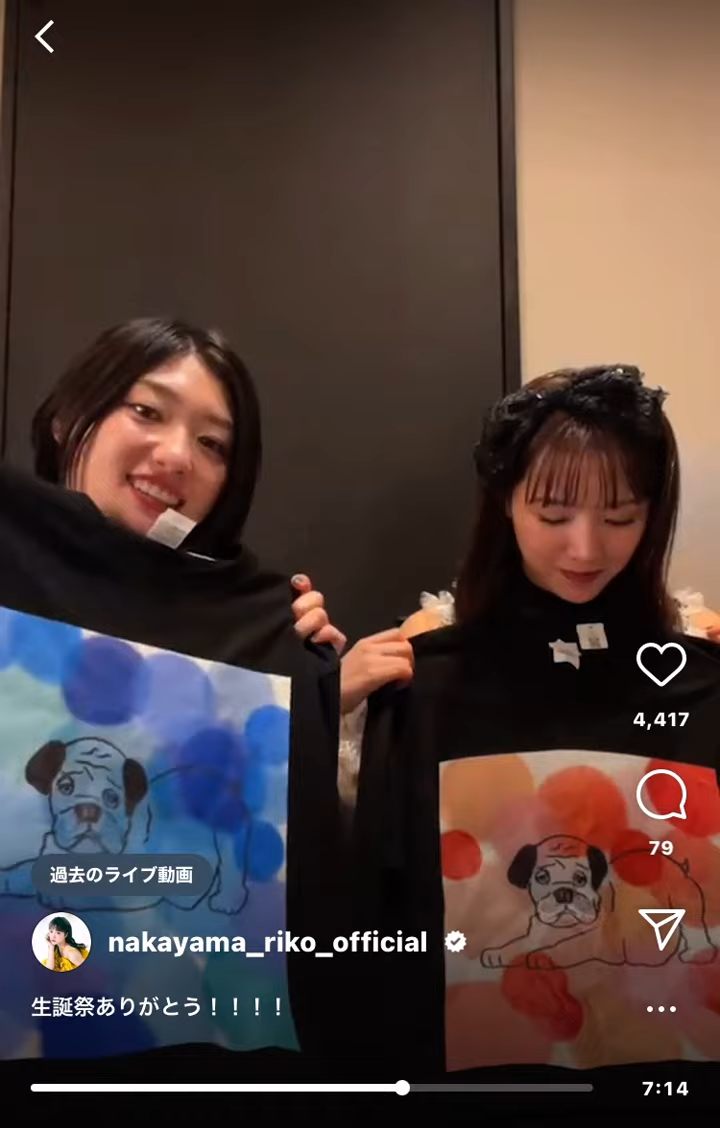 4,417
79
過去のライブ動画
nakayama_riko_official
生誕祭ありがとう！！！！
7:14